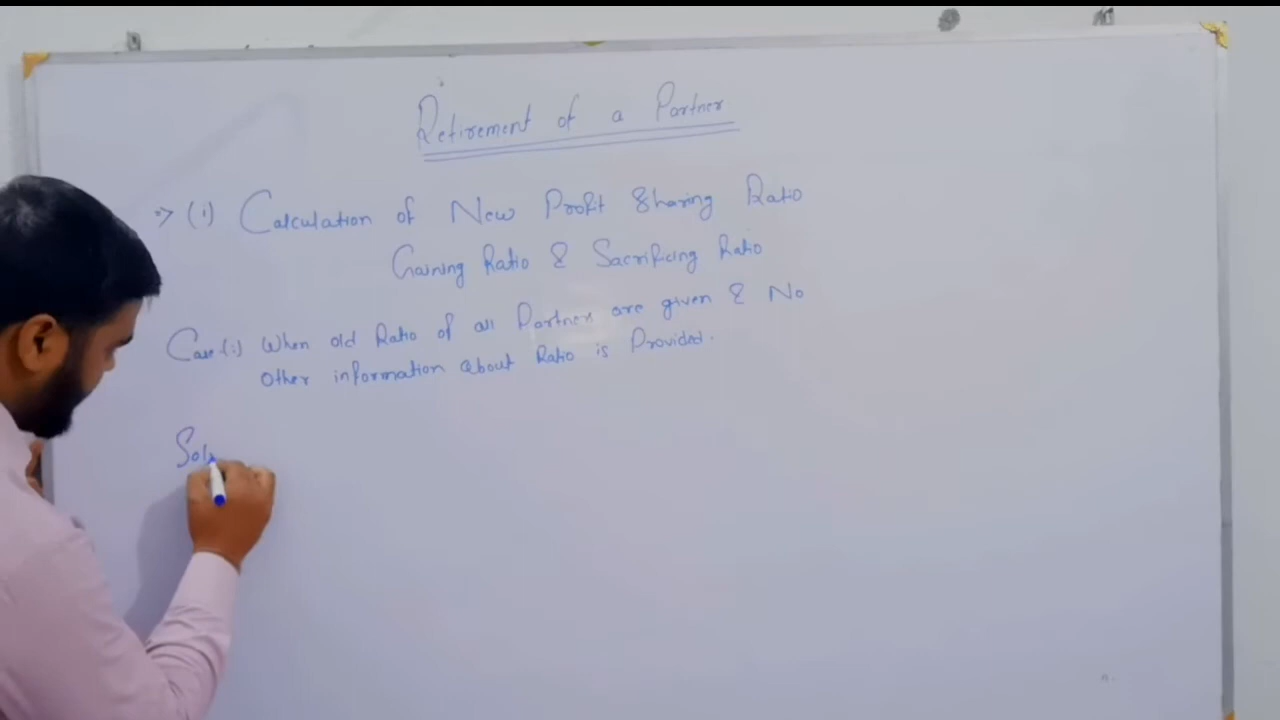 Retirement of a Partner
=> (i) Calculation of New Profit Sharing Ratio
Gaining Ratio & Sacrificing Ratio
Case (i) When old Ratio of all Partner are given & No
Other information about Ratio is Provided.
Sol